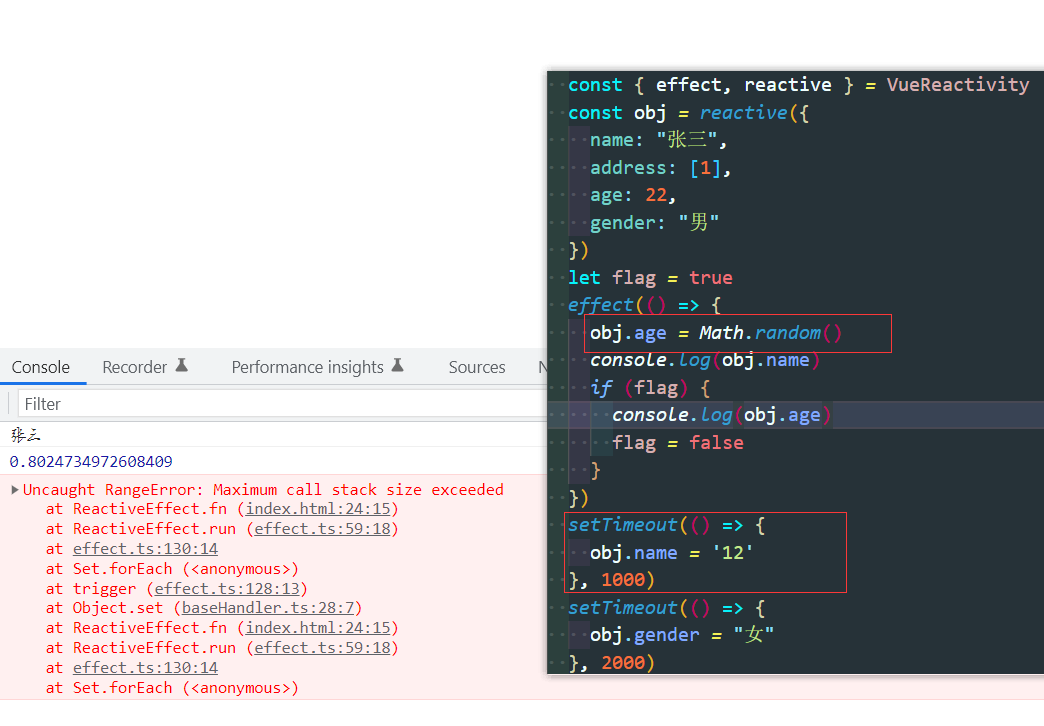 const { effect, reactive } = VueReactivity
const obj = reactive({
name: "张三",
address: [1],
age: 22,
gender: "男"
})
let flag = true
effect(() => {
obj.age = Math.random()
console.log(obj.name)
if (flag) {
console.log(obj.age)
flag = false
}
})
setTimeout(() => {
obj.name = '12'
}, 1000)
setTimeout(() => {
obj.gender = "女"
}, 2000)
Console Recorder Performance insights Sources
Filter
张三
0.8024734972608409
Uncaught RangeError: Maximum call stack size exceeded
at ReactiveEffect.fn (index.html:24:15)
at ReactiveEffect.run (effect.ts:59:18)
at effect.ts:130:14
at Set.forEach (<anonymous>)
at trigger (effect.ts:128:13)
at Object.set (baseHandler.ts:28:7)
at ReactiveEffect.fn (index.html:24:15)
at ReactiveEffect.run (effect.ts:59:18)
at effect.ts:130:14
at Set.forEach (<anonymous>)